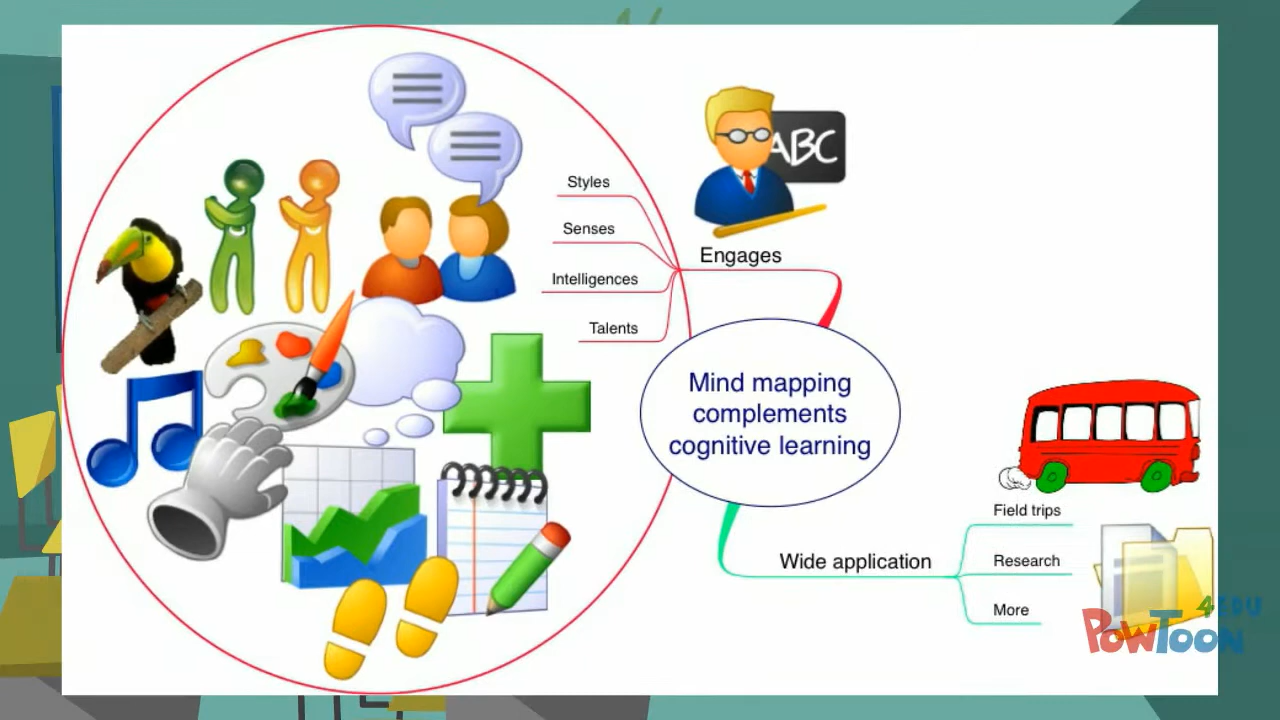 ABC
Styles
Senses
Engages
Intelligences
Talents
Mind mapping
complements
cognitive learning
Field trips
Wide application
Research
More
4EDU
PowToon